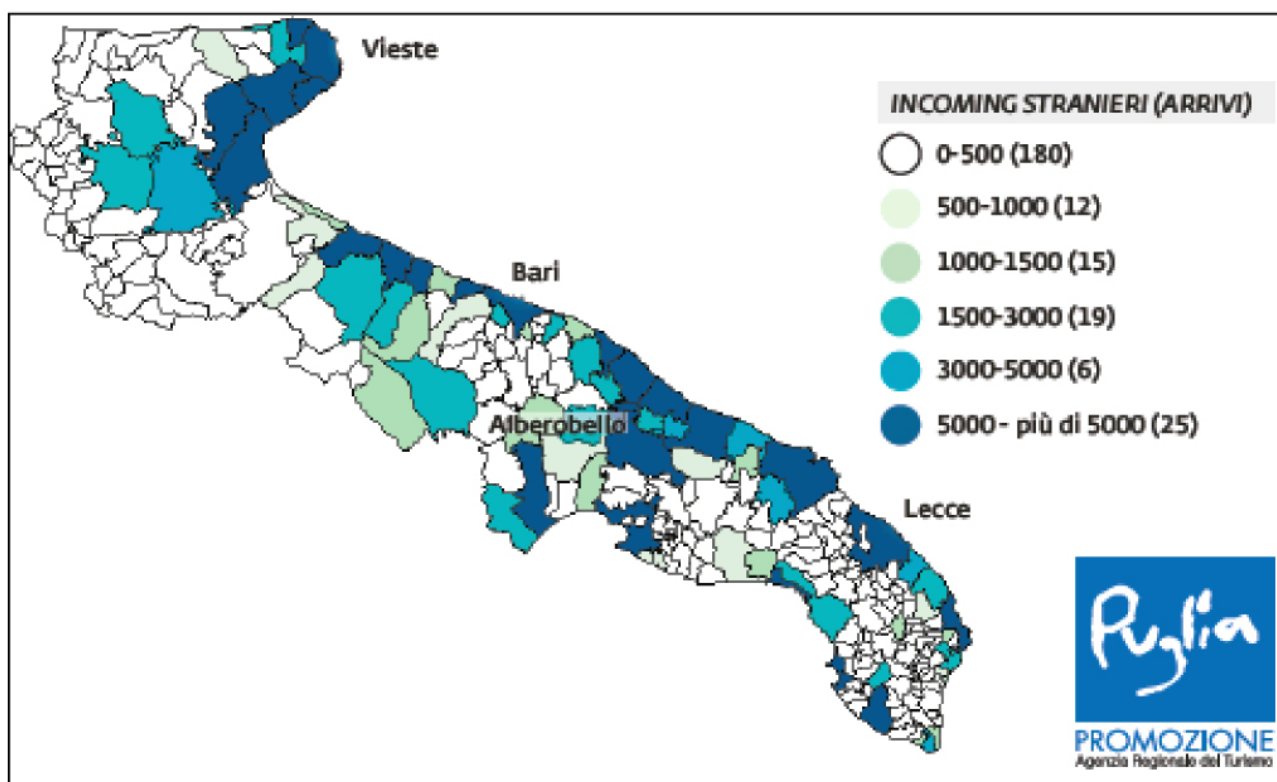 Vieste
INCOMING STRANIERI (ARRIVI)
0-500 (180)
500-1000 (12)
Bari
1000-1500 (15)
1500-3000 (19)
3000-5000 (6)
Alberobello
5000 - più di 5000 (25)
Lecce
Puglia
PROMOZIONE
Agenzia Regionale del Turismo